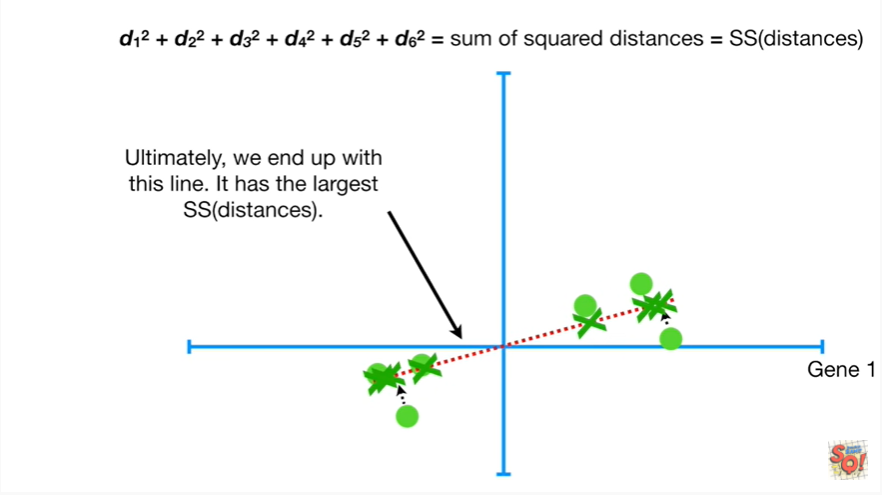 d₁² + d₂² + d₃² + d₄² + d₅² + d₆² = sum of squared distances = SS(distances)
Ultimately, we end up with
this line. It has the largest
SS(distances).
Gene 1
SQ!